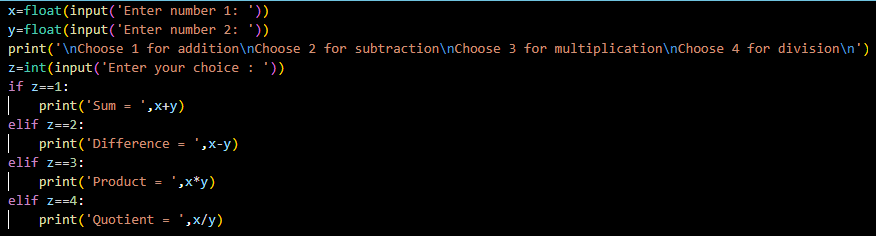 x=float(input('Enter number 1: '))
y=float(input('Enter number 2: '))
print('\nChoose 1 for addition\nChoose 2 for subtraction\nChoose 3 for multiplication\nChoose 4 for division\n')
z=int(input('Enter your choice : '))
if z==1:
    print('Sum = ',x+y)
elif z==2:
    print('Difference = ',x-y)
elif z==3:
    print('Product = ',x*y)
elif z==4:
    print('Quotient = ',x/y)